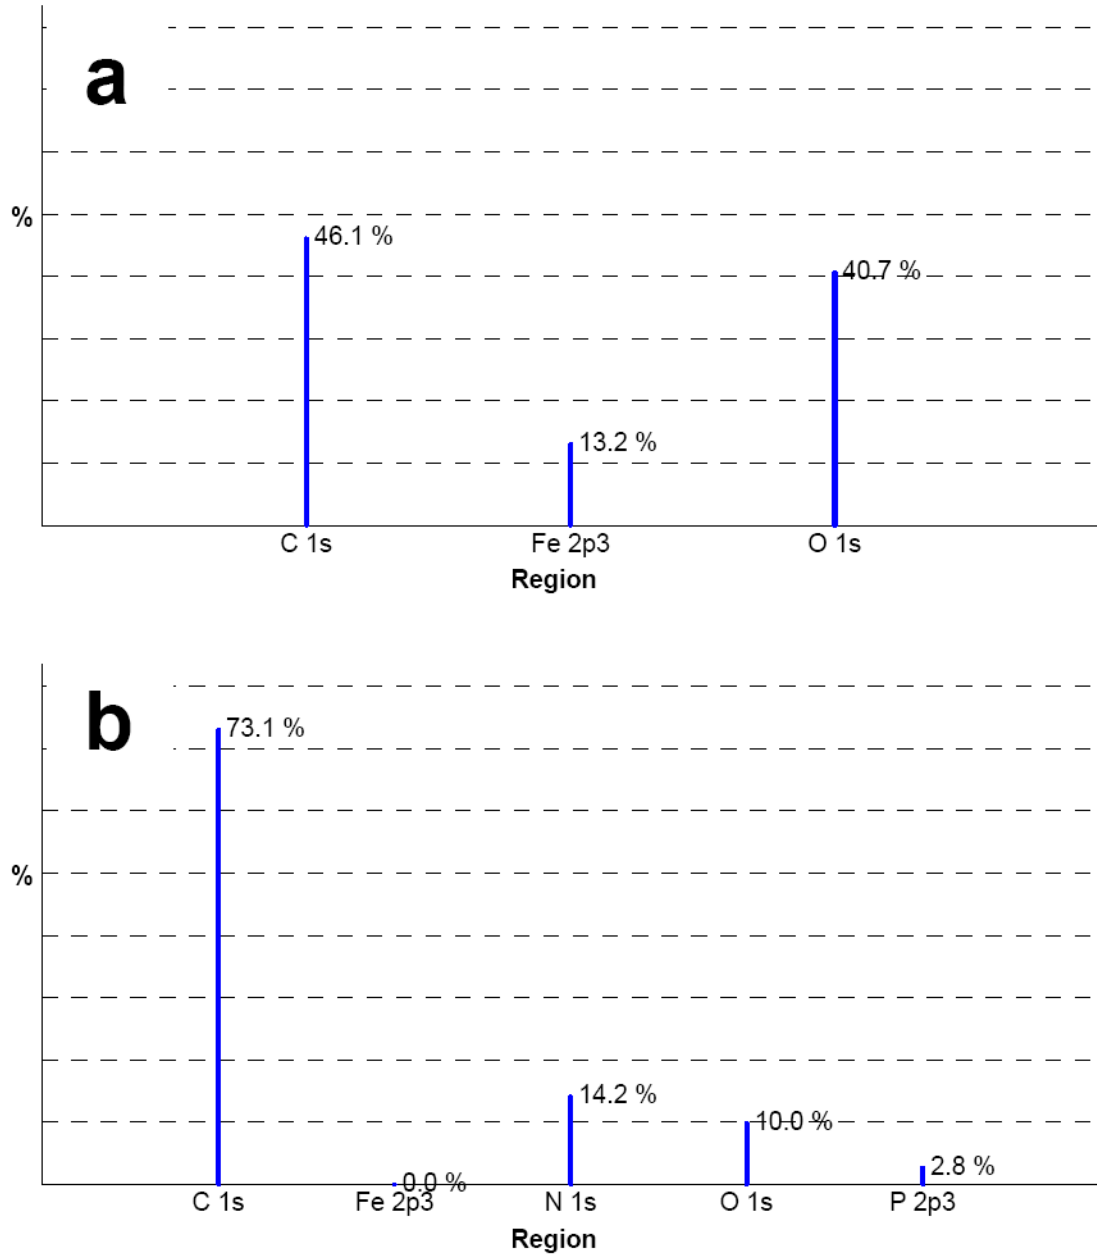 a
%
46.1 %
40.7 %
13.2 %
C 1s Fe 2p3 O 1s
Region
b
73.1 %
%
14.2 %
10.0 %
2.8 %
0.0 %
C 1s Fe 2p3 N 1s O 1s P 2p3
Region